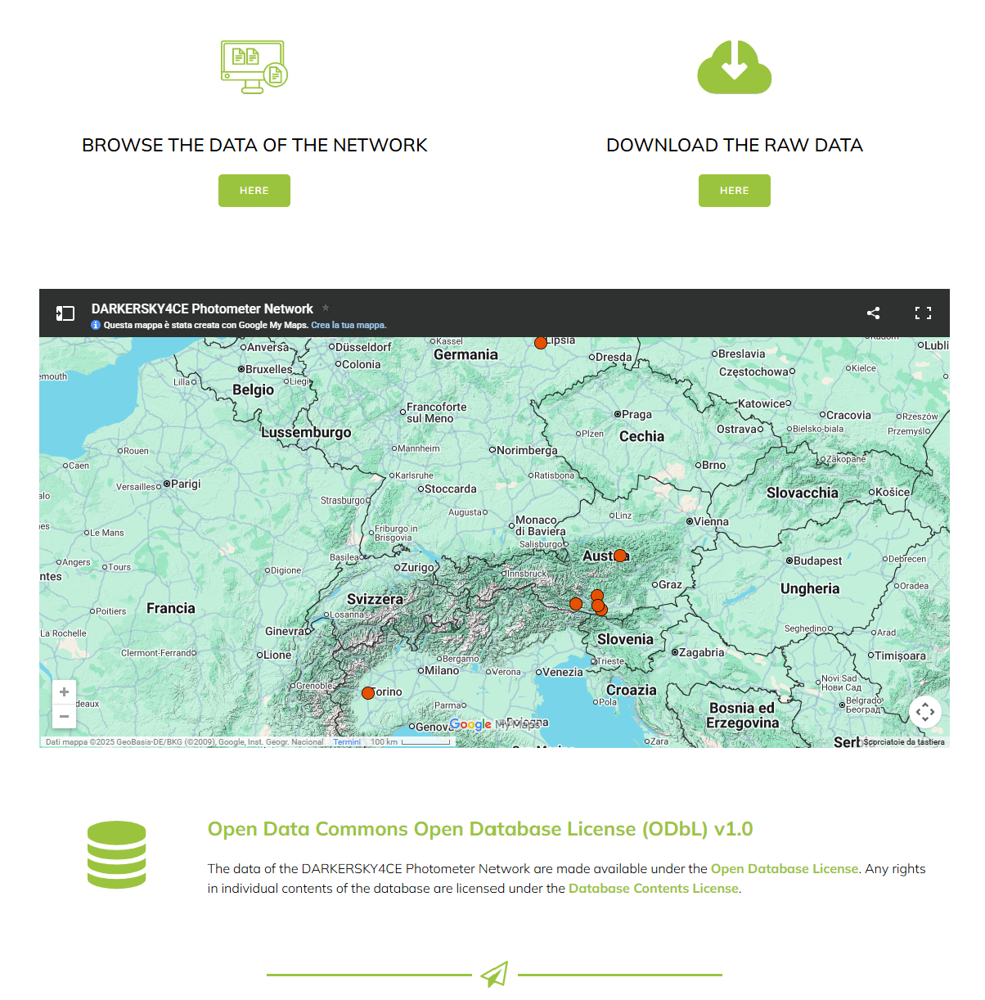 BROWSE THE DATA OF THE NETWORK
HERE
DOWNLOAD THE RAW DATA
HERE
DARKERSKY4CE Photometer Network
Questa mappa è stata creata con Google My Maps. Crea la tua mappa.
Anversa
Düsseldorf
Kassel
Germania
Lipsia
Dresda
Breslavia
Radom
Lubli
emouth
Lilla
Bruxelles
Liegi
Colonia
Częstochowa
Kielce
Belgio
Francoforte
sul Meno
Praga
Katowice
Cracovia
Rzeszów
Lussemburgo
Plzen
Cechia
Ostrava
Bielsko-biala
Przemyśl
Rouen
Mannheim
Norimberga
Caen
Brno
Zakopane
Versailles
Parigi
Karlsruhe
Ratisbona
Stoccarda
Slovacchia
Košice
alo
Strasburgo
Augusta
Linz
Vienna
es
Le Mans
Friburgo in
Brisgovia
Monaco
di Baviera
Salisburgo
Angers
Tours
Digione
Basilea
Zurigo
Innsbruck
Budapest
Debrecen
ntes
Graz
Ungheria
Oradea
Poitiers
Francia
Svizzera
Losanna
La Rochelle
Ginevra
Slovenia
Seghedino
Arad
Clermont-Ferrand
Lione
Bergamo
Trieste
Zagabria
Timișoara
Milano
Verona
Venezia
Grenoble
Novi Sad
Нови Сад
deaux
Parma
Croazia
Pola
Bosnia ed
Erzegovina
Belgrado
Београд
Genova
Google My Maps
Bologna
Zara
Dati mappa ©2025 GeoBasis-DE/BKG (©2009), Google, Inst. Geogr. Nacional
Termini
100 km
Scorciatoie da tastiera
Open Data Commons Open Database License (ODbL) v1.0
The data of the DARKERSKY4CE Photometer Network are made available under the Open Database License. Any rights
in individual contents of the database are licensed under the Database Contents License.